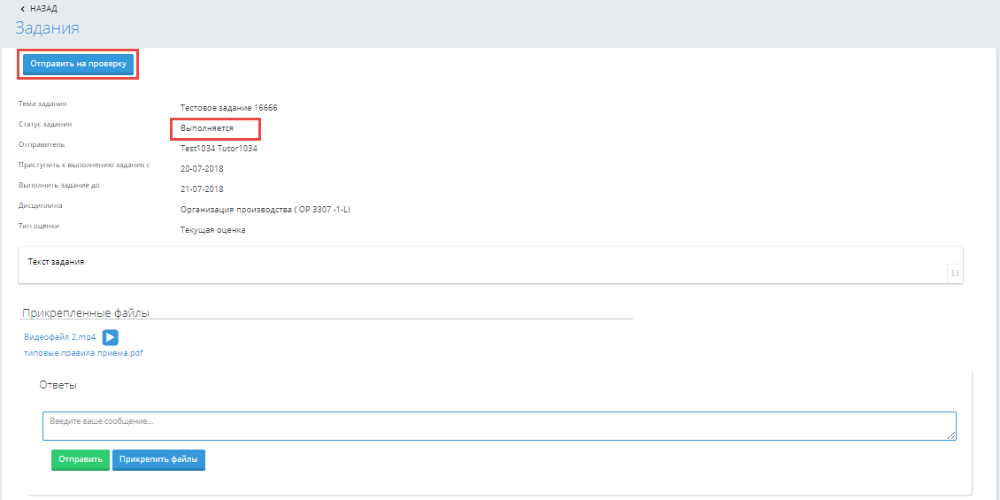 НАЗАД
Задания
Отправить на проверку
Тема задания
Тестовое задание 16666
Статус задания
Выполняется
Отправитель
Test1034 Tutor1034
Приступить к выполнению задания с
20-07-2018
Выполнить задание до
21-07-2018
Дисциплина
Организация производства ( OP 3307 -1-L)
Тип оценки
Текущая оценка
Текст задания
13
Прикрепленные файлы
Видеофайл 2.mp4
типовые правила приема.pdf
Ответы
Введите ваше сообщение...
Отправить Прикрепить файлы